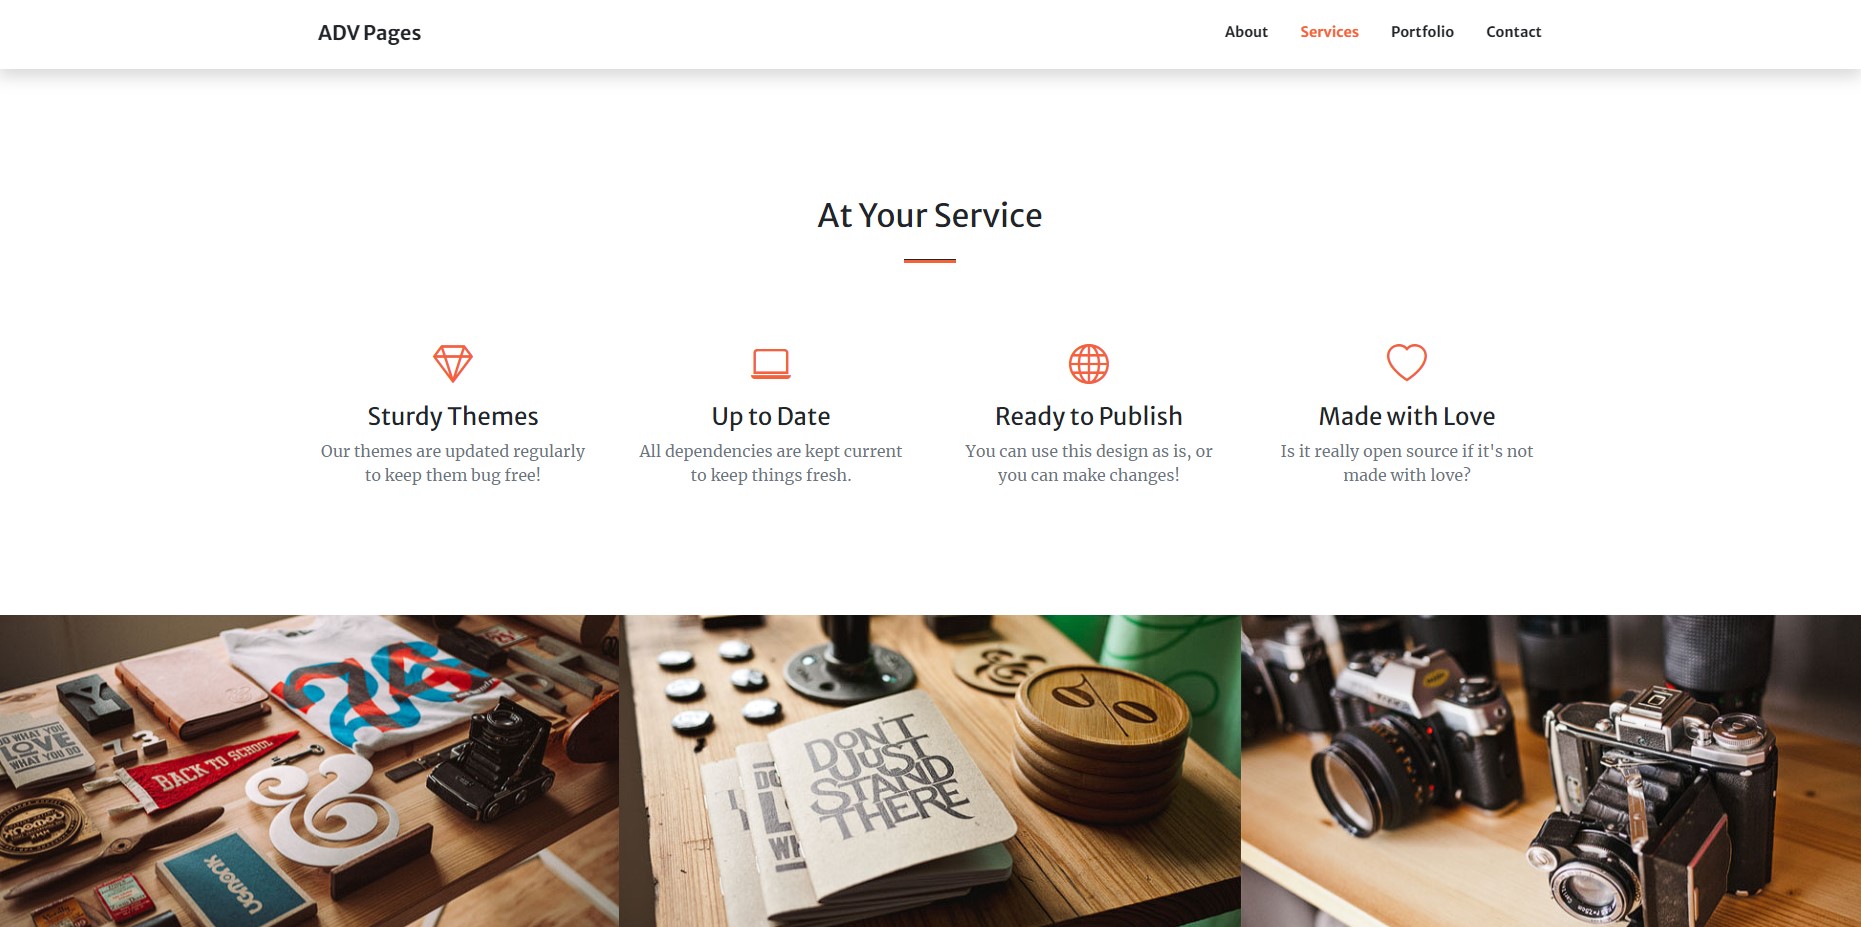 ADV Pages
About Services Portfolio Contact
At Your Service
Sturdy Themes
Our themes are updated regularly
to keep them bug free!
Up to Date
All dependencies are kept current
to keep things fresh.
Ready to Publish
You can use this design as is, or
you can make changes!
Made with Love
Is it really open source if it's not
made with love?
Y
DO WHAT YOU
LOVE
WHAT YOU DO
BACK TO SCHOOL
&
UGMONK
DON'T
JUST
STAND
THERE
&
%